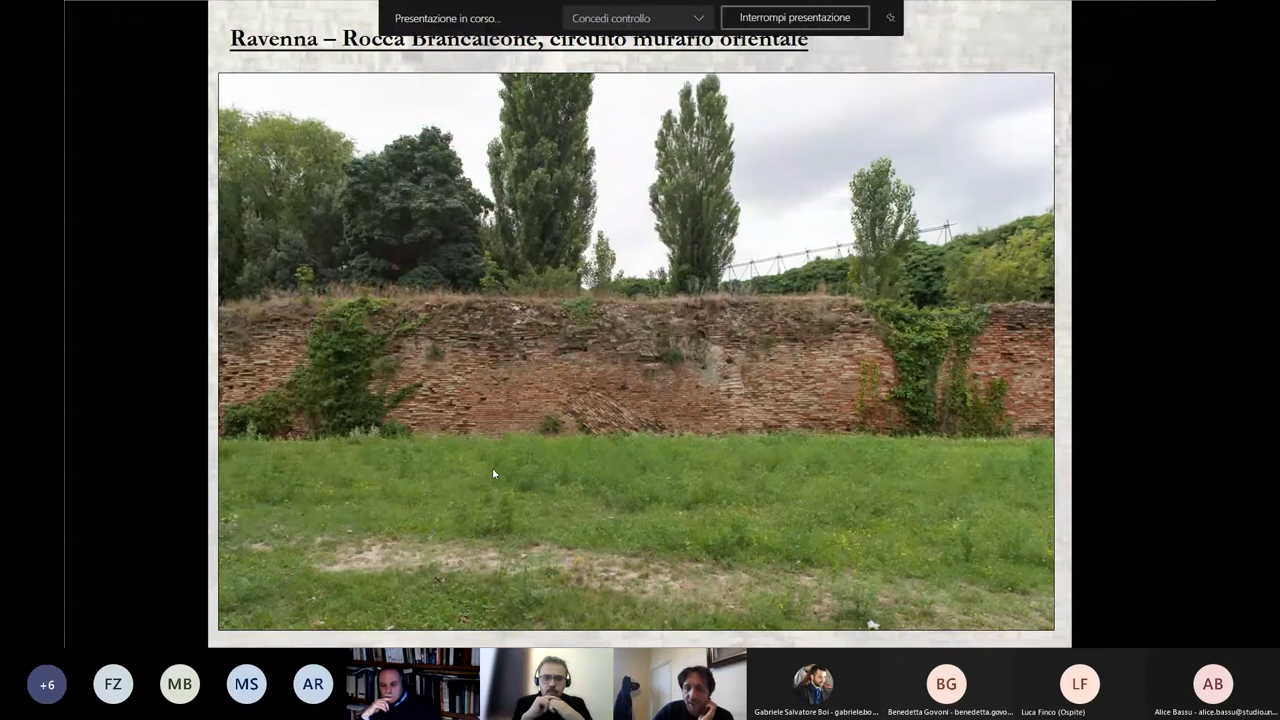 Presentazione in corso...
Concedi controllo
Interrompi presentazione
Ravenna – Rocca Brancaleone, circuito murario orientale
+6
FZ
MB
MS
AR
BG
LF
AB
Gabriele Salvatore Boi - gabriele.bo...
Benedetta Govoni - benedetta.govo...
Luca Finco (Ospite)
Alice Bassu - alice.bassu@studio.un...